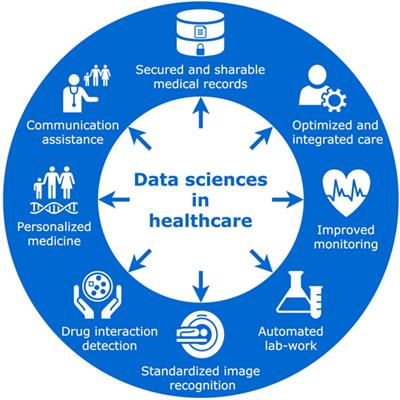 Secured and sharable
medical records
Optimized and
integrated care
Improved
monitoring
Automated
lab-work
Standardized image
recognition
Drug interaction
detection
Personalized
medicine
Communication
assistance
Data sciences
in
healthcare